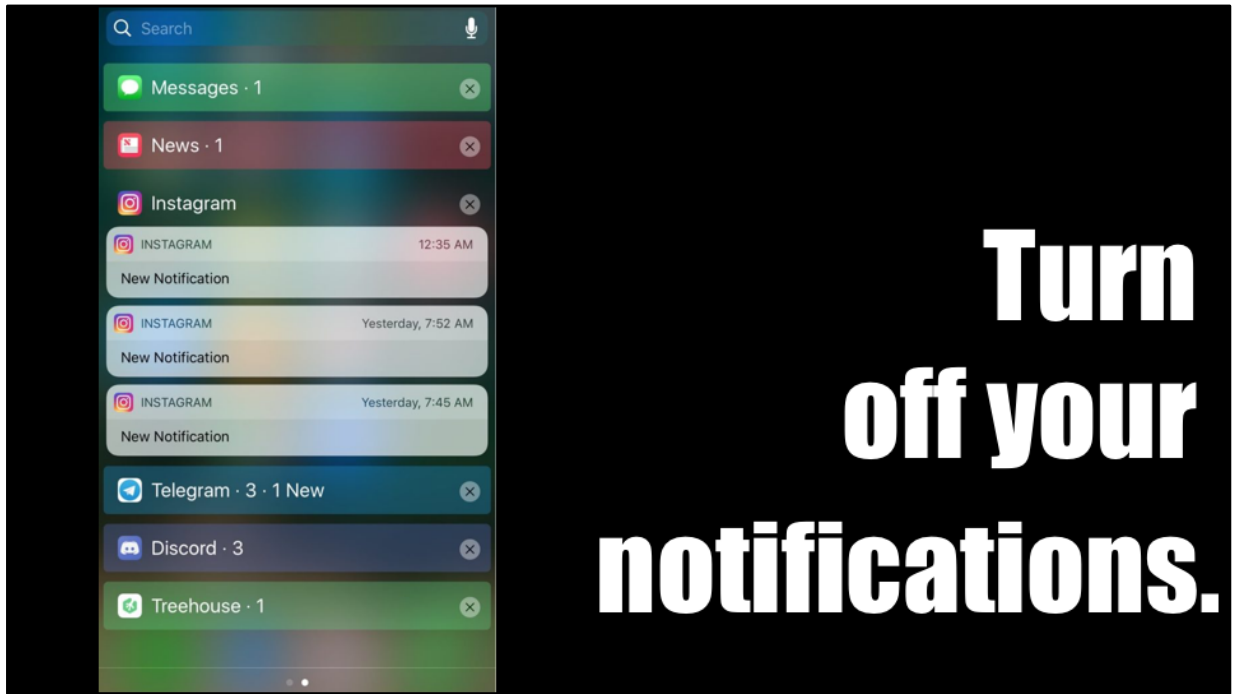 Search
Messages · 1
News · 1
Instagram
INSTAGRAM 12:35 AM
New Notification
INSTAGRAM Yesterday, 7:52 AM
New Notification
INSTAGRAM Yesterday, 7:45 AM
New Notification
Telegram · 3 · 1 New
Discord · 3
Treehouse · 1
Turn
off your
notifications.